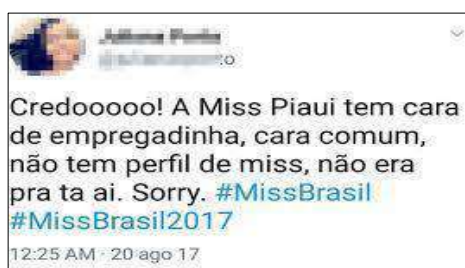 Credooooo! A Miss Piaui tem cara
de empregadinha, cara comum,
não tem perfil de miss, não era
pra ta ai. Sorry. #MissBrasil
#MissBrasil2017
12:25 AM · 20 ago 17